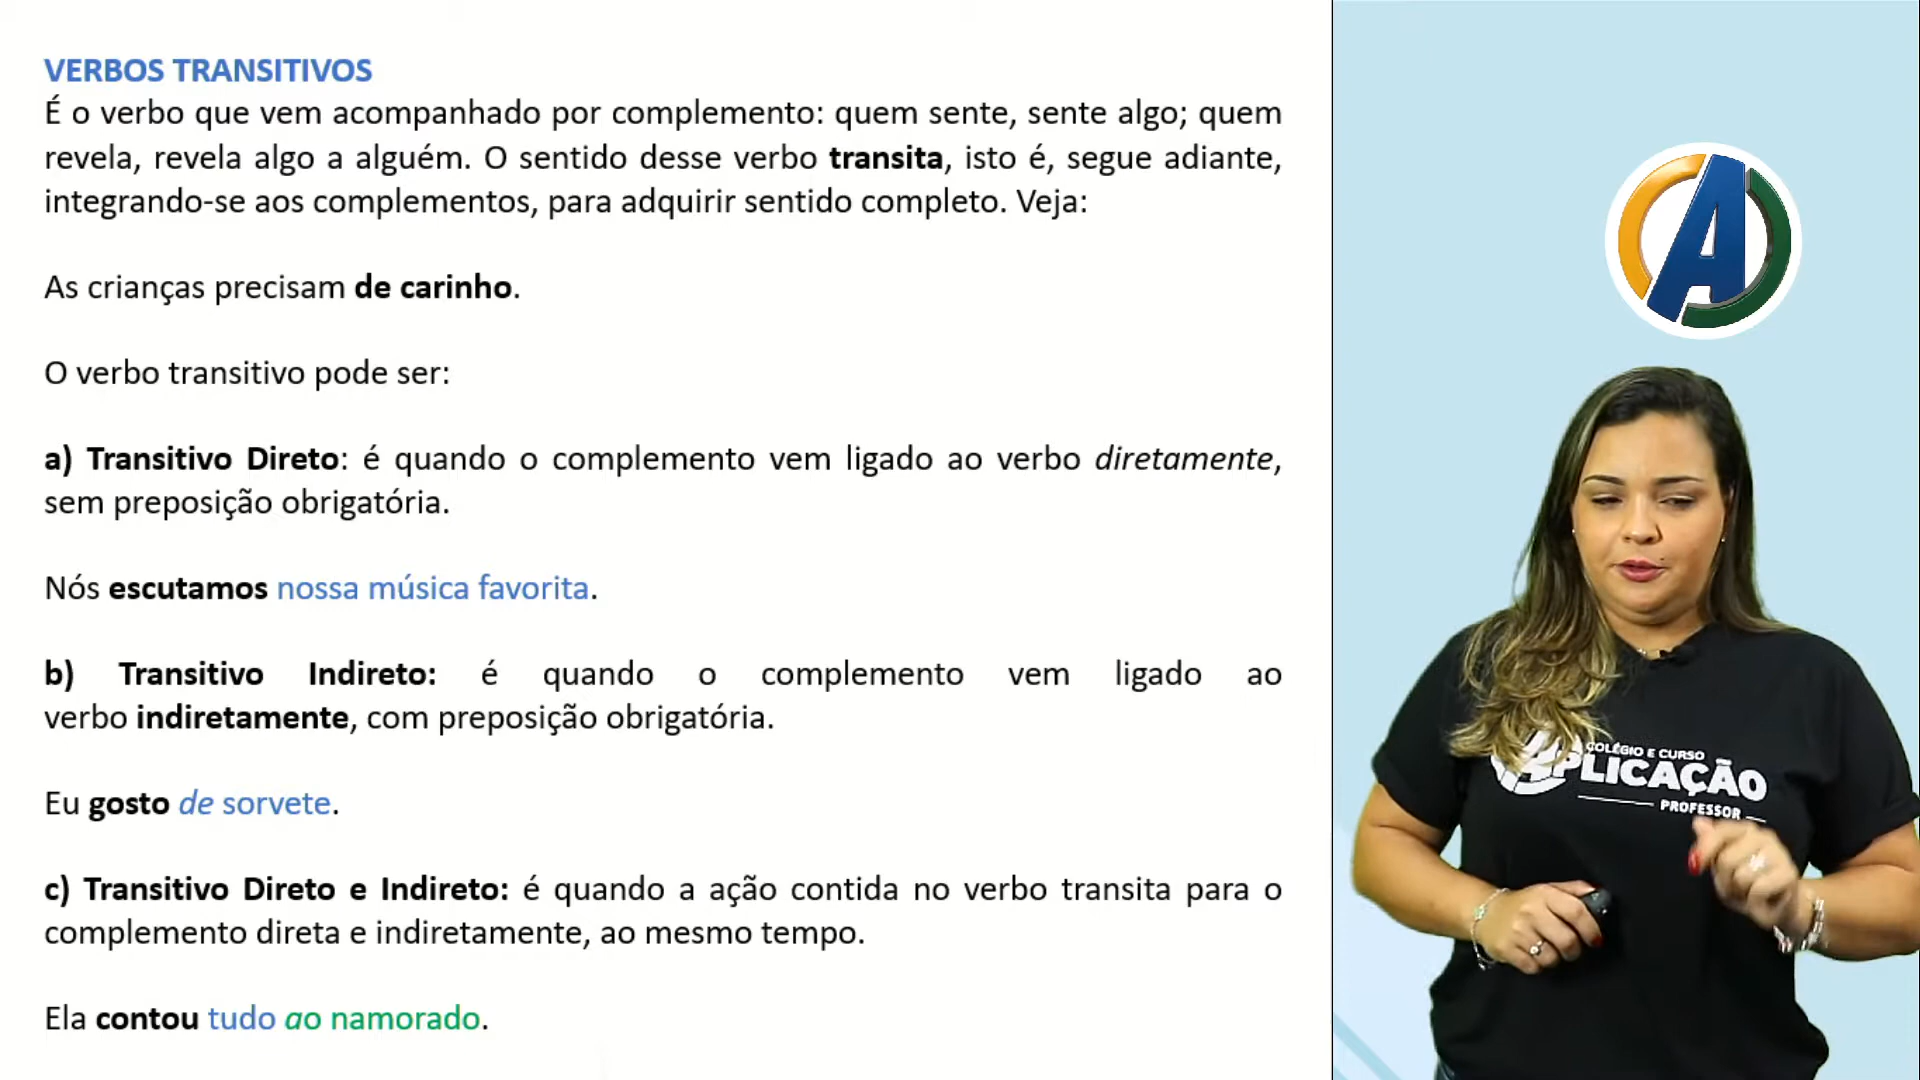 VERBOS TRANSITIVOS
É o verbo que vem acompanhado por complemento: quem sente, sente algo; quem
revela, revela algo a alguém. O sentido desse verbo transita, isto é, segue adiante,
integrando-se aos complementos, para adquirir sentido completo. Veja:
As crianças precisam de carinho.
O verbo transitivo pode ser:
a) Transitivo Direto: é quando o complemento vem ligado ao verbo diretamente,
sem preposição obrigatória.
Nós escutamos nossa música favorita.
b) Transitivo Indireto: é quando o complemento vem ligado ao
verbo indiretamente, com preposição obrigatória.
Eu gosto de sorvete.
c) Transitivo Direto e Indireto: é quando a ação contida no verbo transita para o
complemento direta e indiretamente, ao mesmo tempo.
Ela contou tudo ao namorado.
A
COLÉGIO E CURSO
APLICAÇÃO
PROFESSOR